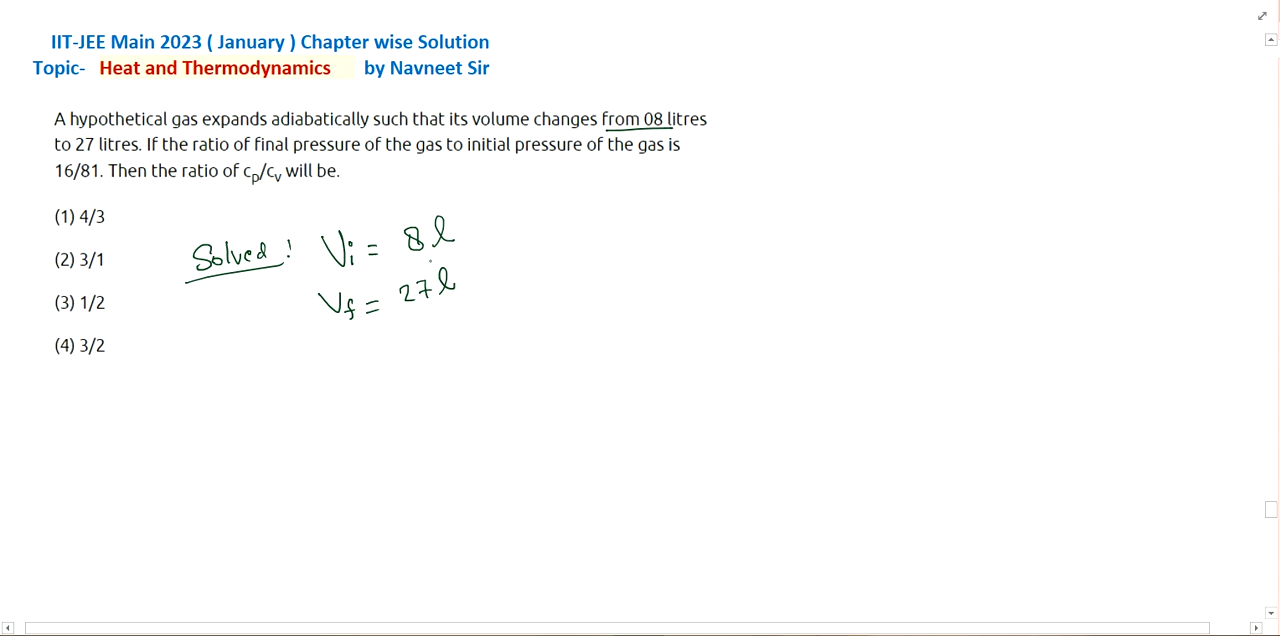 IIT-JEE Main 2023 ( January ) Chapter wise Solution
Topic- Heat and Thermodynamics by Navneet Sir
A hypothetical gas expands adiabatically such that its volume changes from 08 litres
to 27 litres. If the ratio of final pressure of the gas to initial pressure of the gas is
16/81. Then the ratio of cp/cv will be.
(1) 4/3
(2) 3/1
(3) 1/2
(4) 3/2
Solved! Vi = 8 l
Vf = 27 l